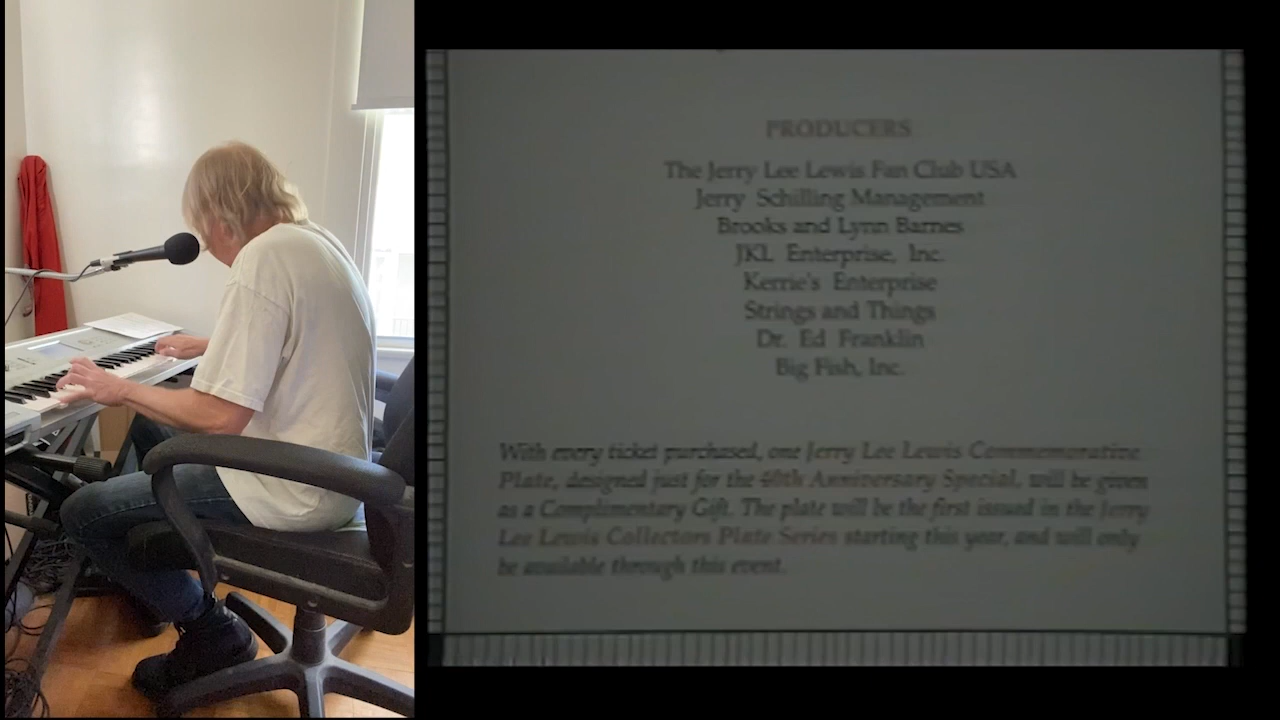 PRODUCERS
The Jerry Lee Lewis Fan Club USA
Jerry Schilling Management
Brooks and Lynn Barnes
JKL Enterprise, Inc.
Kerrie's Enterprise
Strings and Things
Dr. Ed Franklin
Big Fish, Inc.
With every ticket purchased, one Jerry Lee Lewis Commemorative
Plate, designed just for the 40th Anniversary Special, will be given
as a Complimentary Gift. The plate will be the first issued in the Jerry
Lee Lewis Collectors Plate Series starting this year, and will only
be available through this event.